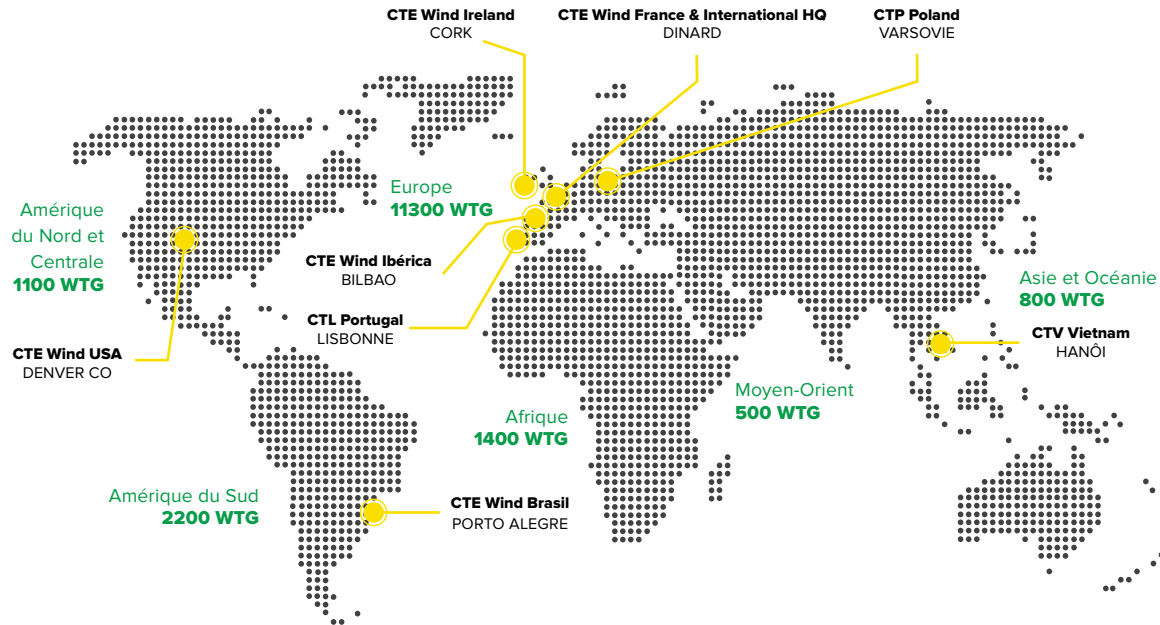 CTE Wind Ireland
CORK
CTE Wind France & International HQ
DINARD
CTP Poland
VARSOVIE
Europe
11300 WTG
Amérique
du Nord et
Centrale
1100 WTG
CTE Wind Ibérica
BILBAO
Asie et Océanie
800 WTG
CTL Portugal
LISBONNE
CTV Vietnam
HANÔI
CTE Wind USA
DENVER CO
Moyen-Orient
500 WTG
Afrique
1400 WTG
Amérique du Sud
2200 WTG
CTE Wind Brasil
PORTO ALEGRE